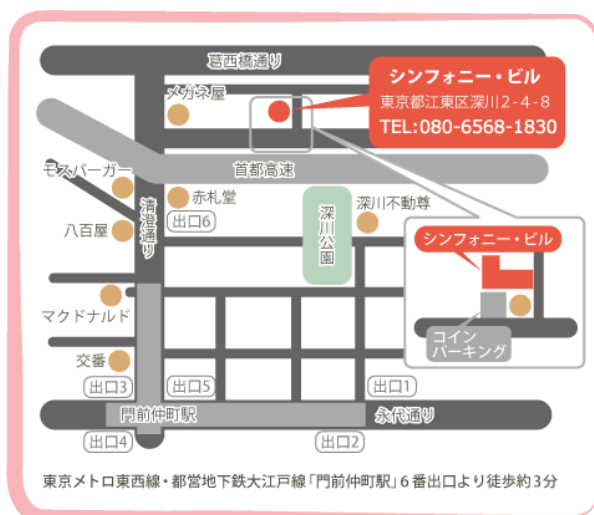 葛西橋通り
メガネ屋
シンフォニー・ビル
東京都江東区深川2-4-8
TEL:080-6568-1830
首都高速
モスバーガー
赤札堂
出口6
八百屋
清澄通り
深川公園
深川不動尊
シンフォニー・ビル
コイン
パーキング
マクドナルド
交番
出口3
出口5
出口1
門前仲町駅
永代通り
出口4
出口2
東京メトロ東西線・都営地下鉄大江戸線「門前仲町駅」6番出口より徒歩約3分